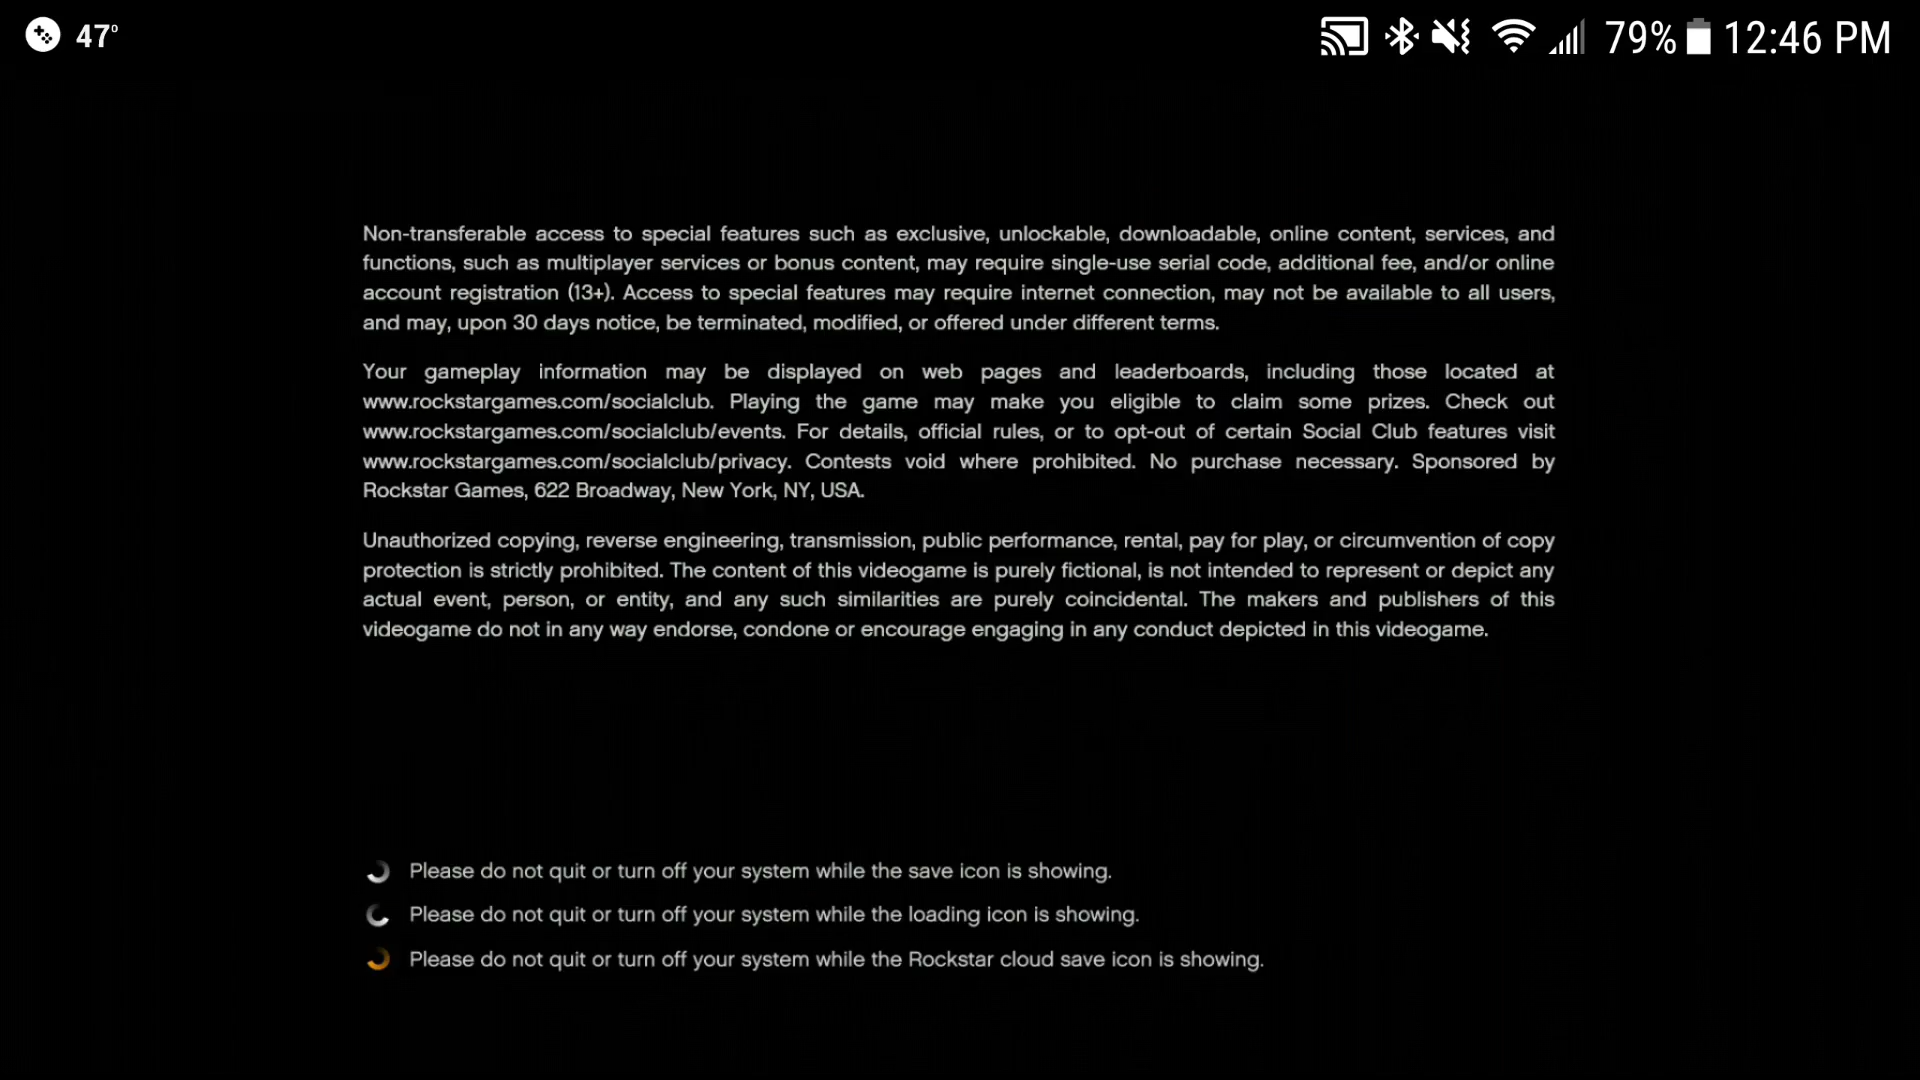 47°
79% 12:46 PM
Non-transferable access to special features such as exclusive, unlockable, downloadable, online content, services, and
functions, such as multiplayer services or bonus content, may require single-use serial code, additional fee, and/or online
account registration (13+). Access to special features may require internet connection, may not be available to all users,
and may, upon 30 days notice, be terminated, modified, or offered under different terms.
Your gameplay information may be displayed on web pages and leaderboards, including those located at
www.rockstargames.com/socialclub. Playing the game may make you eligible to claim some prizes. Check out
www.rockstargames.com/socialclub/events. For details, official rules, or to opt-out of certain Social Club features visit
www.rockstargames.com/socialclub/privacy. Contests void where prohibited. No purchase necessary. Sponsored by
Rockstar Games, 622 Broadway, New York, NY, USA.
Unauthorized copying, reverse engineering, transmission, public performance, rental, pay for play, or circumvention of copy
protection is strictly prohibited. The content of this videogame is purely fictional, is not intended to represent or depict any
actual event, person, or entity, and any such similarities are purely coincidental. The makers and publishers of this
videogame do not in any way endorse, condone or encourage engaging in any conduct depicted in this videogame.
Please do not quit or turn off your system while the save icon is showing.
Please do not quit or turn off your system while the loading icon is showing.
Please do not quit or turn off your system while the Rockstar cloud save icon is showing.